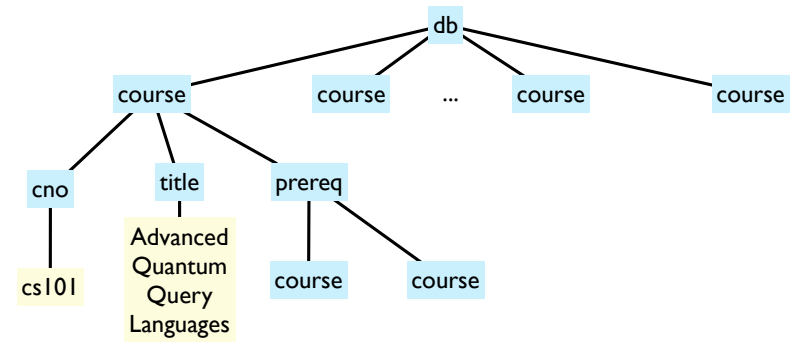 db
course
course
...
course
course
cno
title
prereq
cs101
Advanced
Quantum
Query
Languages
course
course